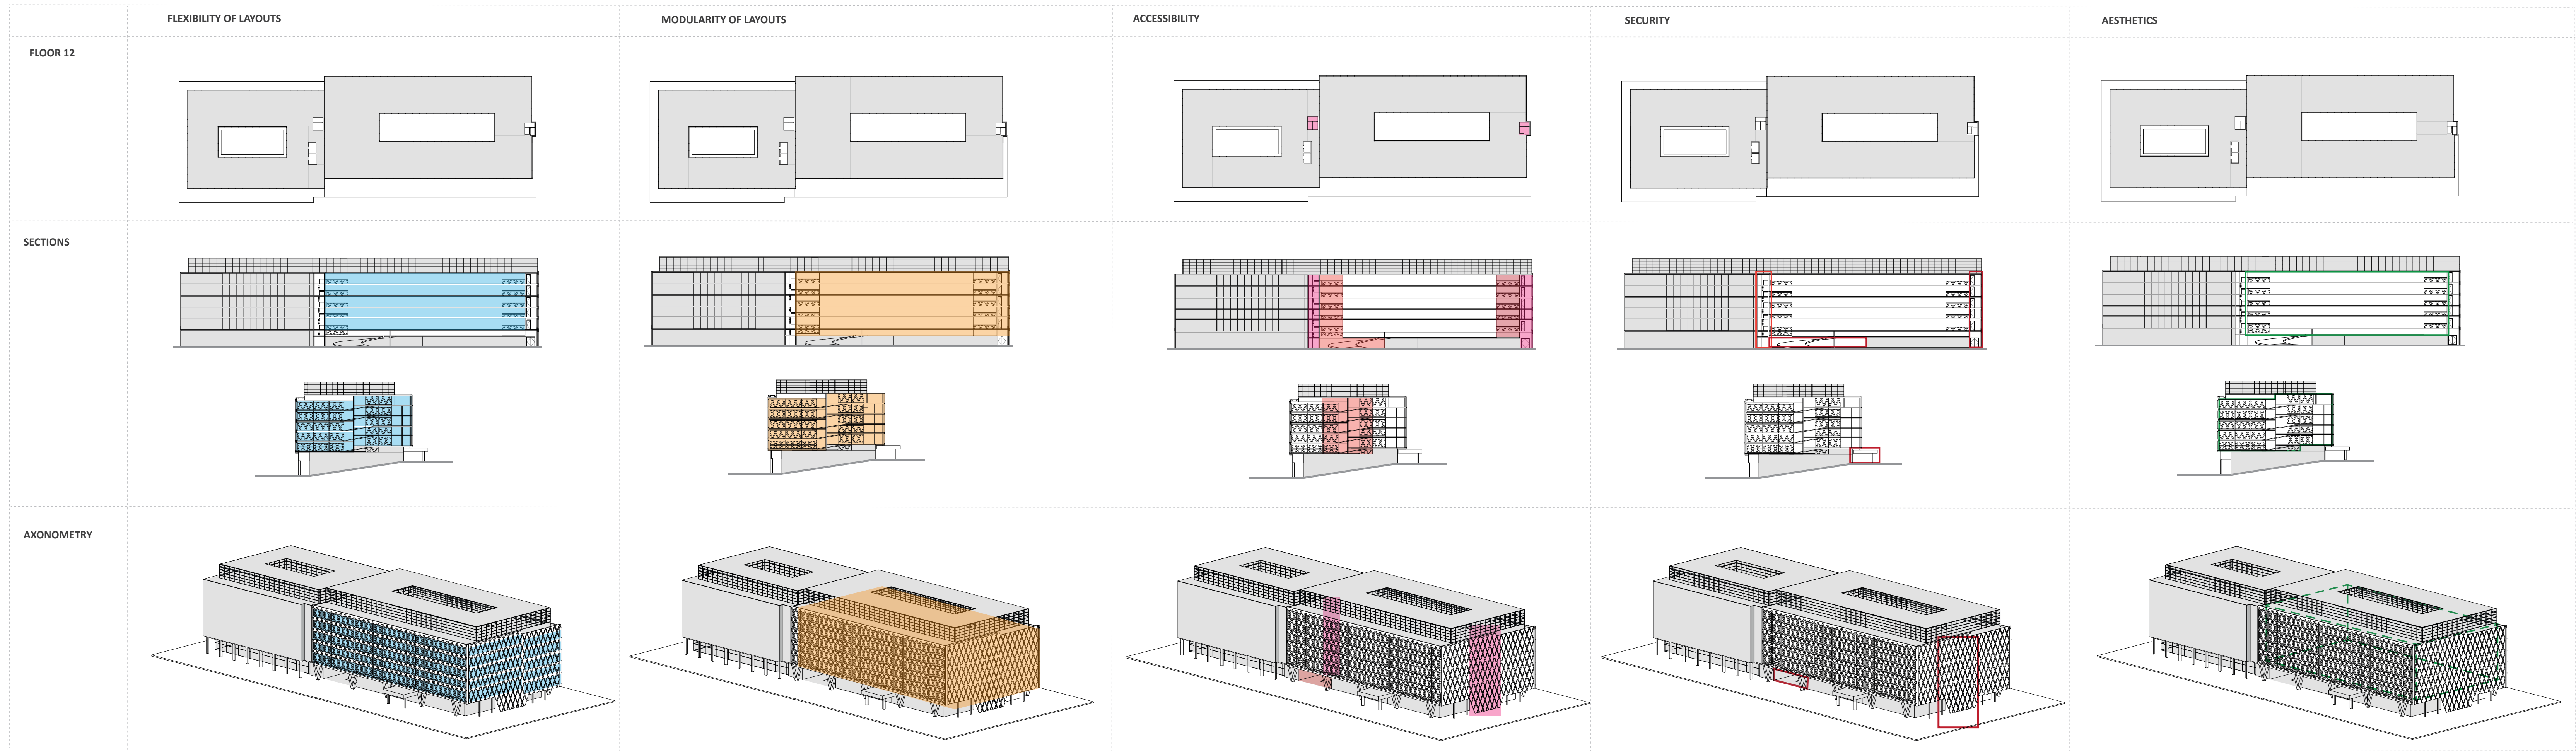 FLEXIBILITY OF LAYOUTS
MODULARITY OF LAYOUTS
ACCESSIBILITY
SECURITY
AESTHETICS
FLOOR 12
SECTIONS
AXONOMETRY